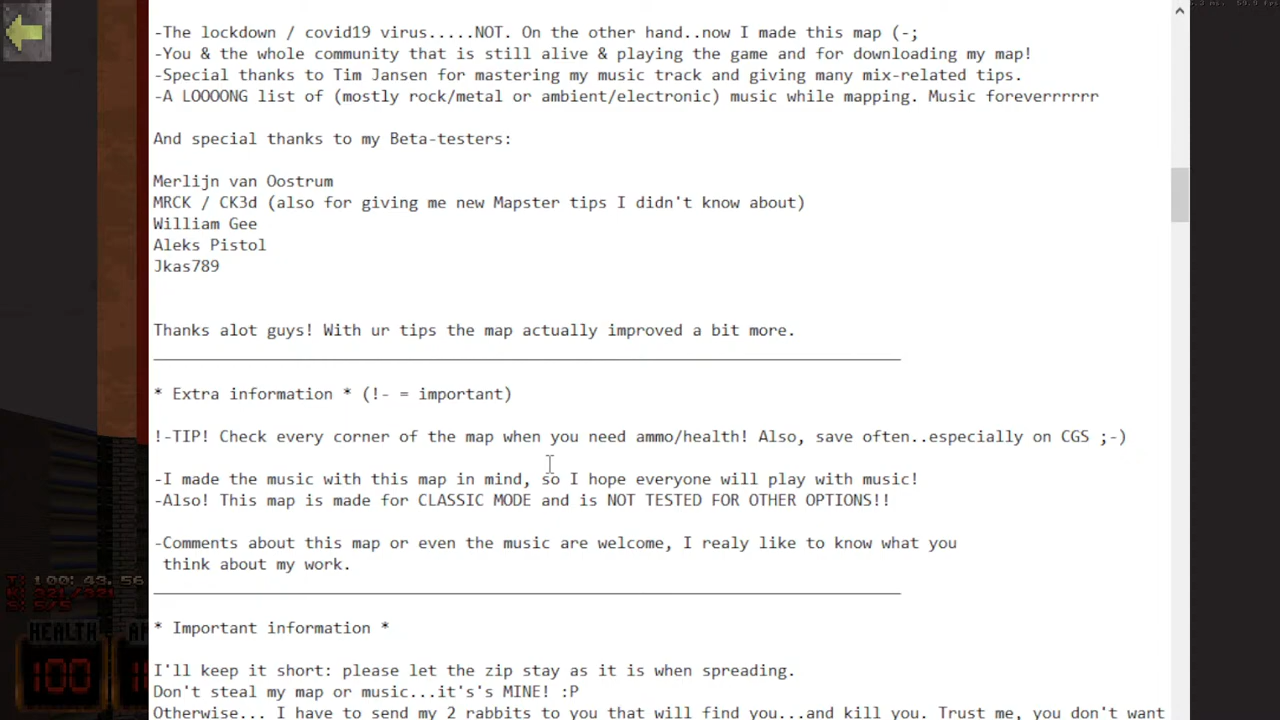 -The lockdown / covid19 virus.....NOT. On the other hand..now I made this map (-;
-You & the whole community that is still alive & playing the game and for downloading my map!
-Special thanks to Tim Jansen for mastering my music track and giving many mix-related tips.
-A LOOOONG list of (mostly rock/metal or ambient/electronic) music while mapping. Music foreverrrrrr
And special thanks to my Beta-testers:
Merlijn van Oostrum
MRCK / CK3d (also for giving me new Mapster tips I didn't know about)
William Gee
Aleks Pistol
Jkas789
Thanks alot guys! With ur tips the map actually improved a bit more.
* Extra information * (!- = important)
!-TIP! Check every corner of the map when you need ammo/health! Also, save often..especially on CGS ;-)
-I made the music with this map in mind, so I hope everyone will play with music!
-Also! This map is made for CLASSIC MODE and is NOT TESTED FOR OTHER OPTIONS!!
-Comments about this map or even the music are welcome, I realy like to know what you
think about my work.
* Important information *
I'll keep it short: please let the zip stay as it is when spreading.
Don't steal my map or music...it's's MINE! :P
Otherwise... I have to send my 2 rabbits to you that will find you...and kill you. Trust me, you don't want
T: 100:43.56
K: 321/321
S: 5/5
HEALTH
100